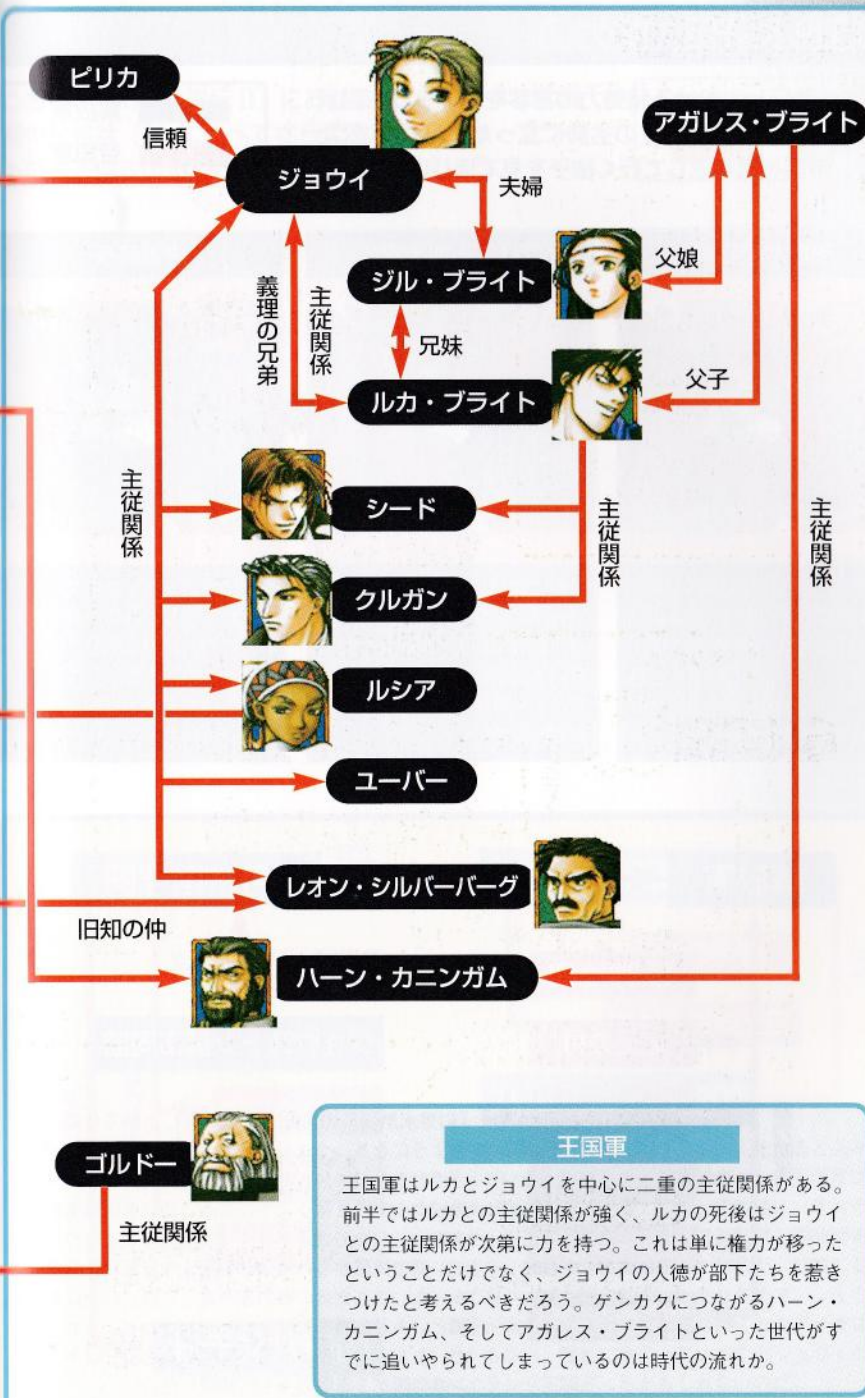 ピリカ
信頼
ジョウイ
アガレス・ブライト
夫婦
ジル・ブライト
父娘
義理の兄弟
主従関係
兄妹
ルカ・ブライト
父子
主従関係
シード
主従関係
主従関係
クルガン
ルシア
ユーバー
レオン・シルバーバーグ
旧知の仲
ハーン・カニンガム
ゴルドー
主従関係
王国軍
王国軍はルカとジョウイを中心に二重の主従関係がある。
前半ではルカとの主従関係が強く、ルカの死後はジョウイ
との主従関係が次第に力を持つ。これは単に権力が移った
ということだけでなく、ジョウイの人徳が部下たちを惹き
つけたと考えるべきだろう。ゲンカクにつながるハーン・
カニンガム、そしてアガレス・ブライトといった世代がす
でに追いやられてしまっているのは時代の流れか。